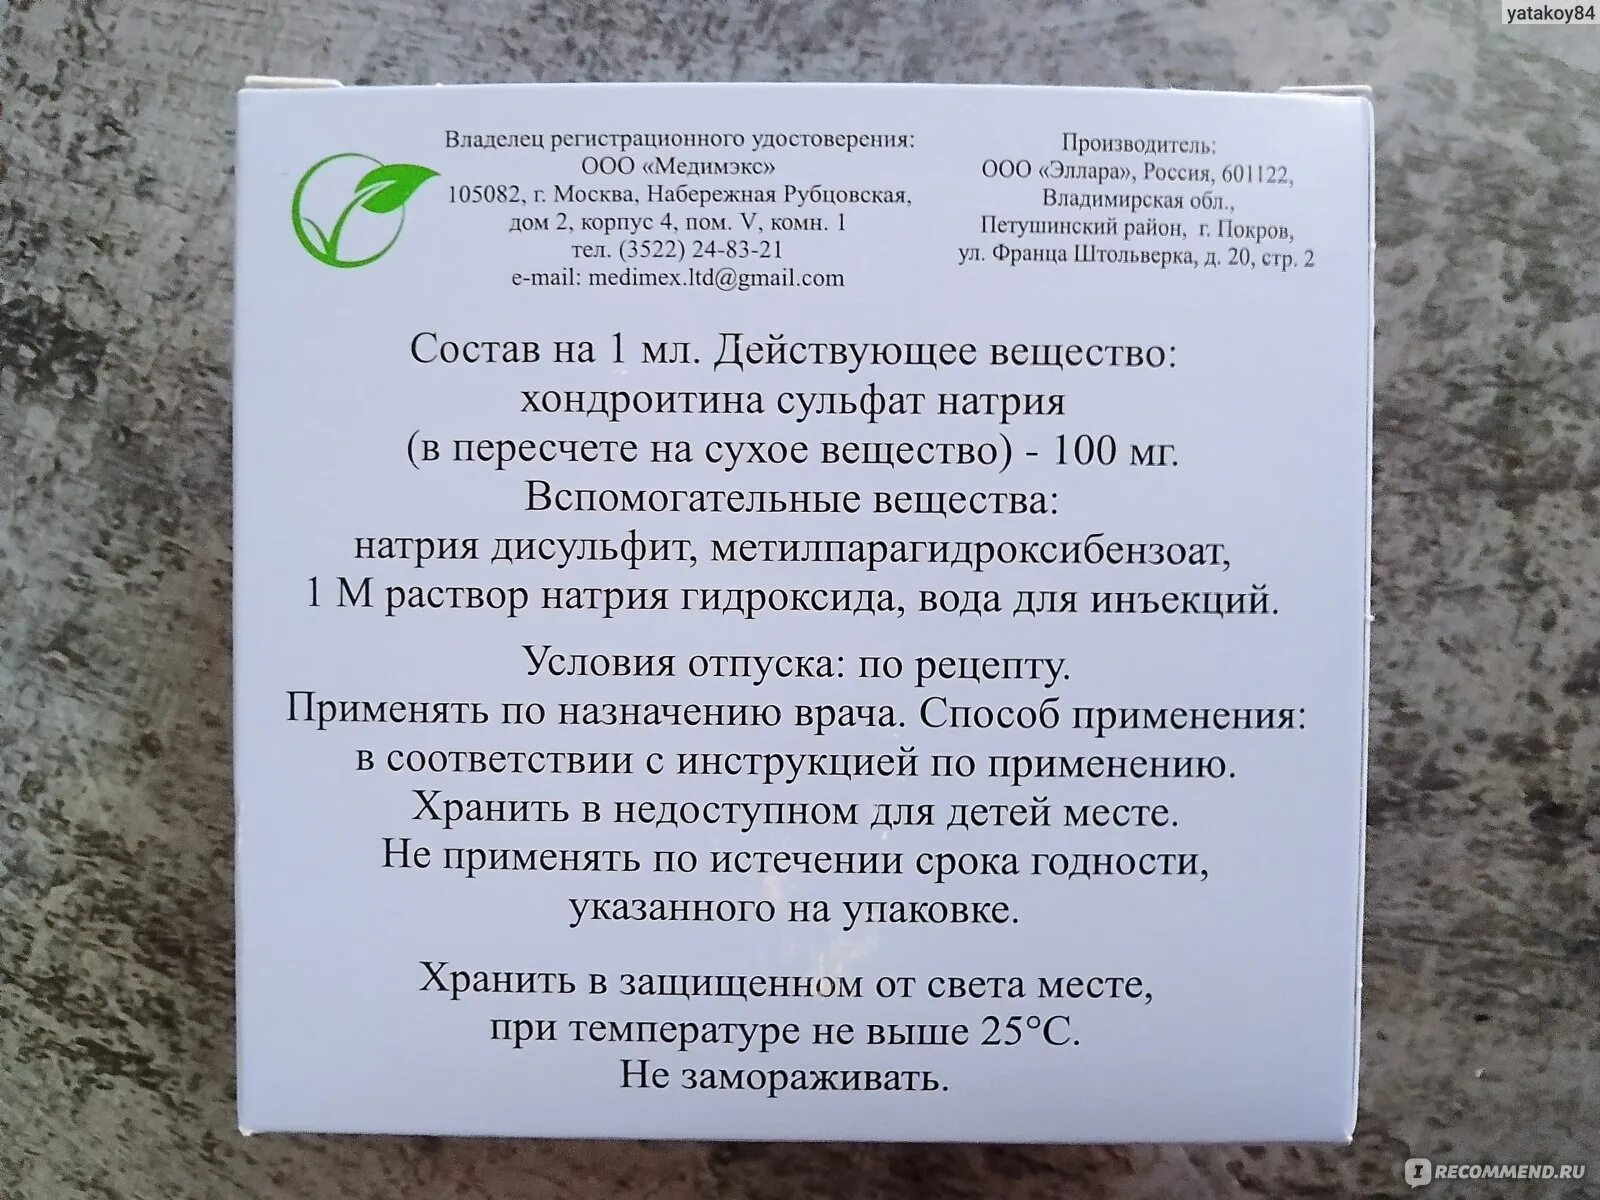 yatakoy84
Владелец регистрационного удостоверения:
ООО «Медимэкс»
105082, г. Москва, Набережная Рубцовская,
дом 2, корпус 4, пом. V, комн. 1
тел. (3522) 24-83-21
e-mail: medimex.ltd@gmail.com
Производитель:
ООО «Эллара», Россия, 601122,
Владимирская обл.,
Петушинский район, г. Покров,
ул. Франца Штольверка, д. 20, стр. 2
Состав на 1 мл. Действующее вещество:
хондроитина сульфат натрия
(в пересчете на сухое вещество) - 100 мг.
Вспомогательные вещества:
натрия дисульфит, метилпарагидроксибензоат,
1 М раствор натрия гидроксида, вода для инъекций.
Условия отпуска: по рецепту.
Применять по назначению врача. Способ применения:
в соответствии с инструкцией по применению.
Хранить в недоступном для детей месте.
Не применять по истечении срока годности,
указанного на упаковке.
Хранить в защищенном от света месте,
при температуре не выше 25°С.
Не замораживать.
IRECOMMEND.RU